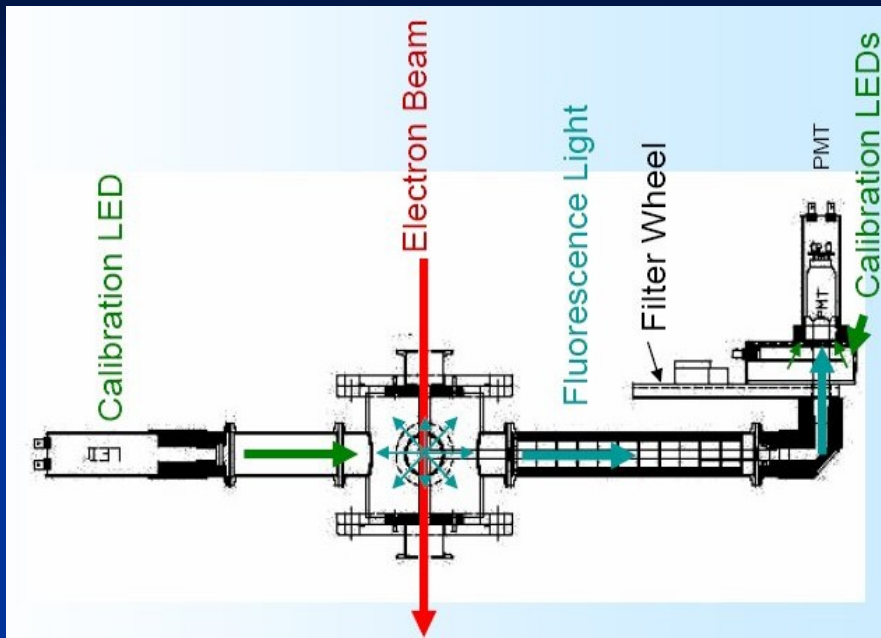 Calibration LED
Electron Beam
Fluorescence Light
Filter Wheel
PMT
Calibration LEDs
LED
PMT